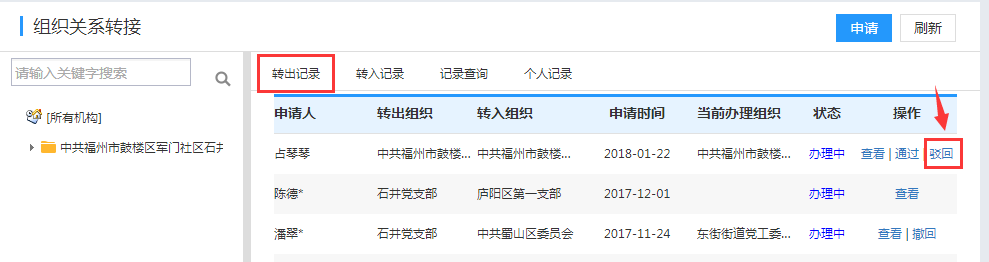 组织关系转接
申请 刷新
请输入关键字搜索
转出记录 转入记录 记录查询 个人记录
[所有机构]
中共福州市鼓楼区军门社区石井
申请人 转出组织 转入组织 申请时间 当前办理组织 状态 操作
占琴琴 中共福州市鼓楼... 中共福州市鼓楼... 2018-01-22 中共福州市鼓楼... 办理中 查看 | 通过 驳回
陈德* 石井党支部 庐阳区第一支部 2017-12-01 办理中 查看
潘翠* 石井党支部 中共蜀山区委员会 2017-11-24 东街街道党工委... 办理中 查看 | 撤回